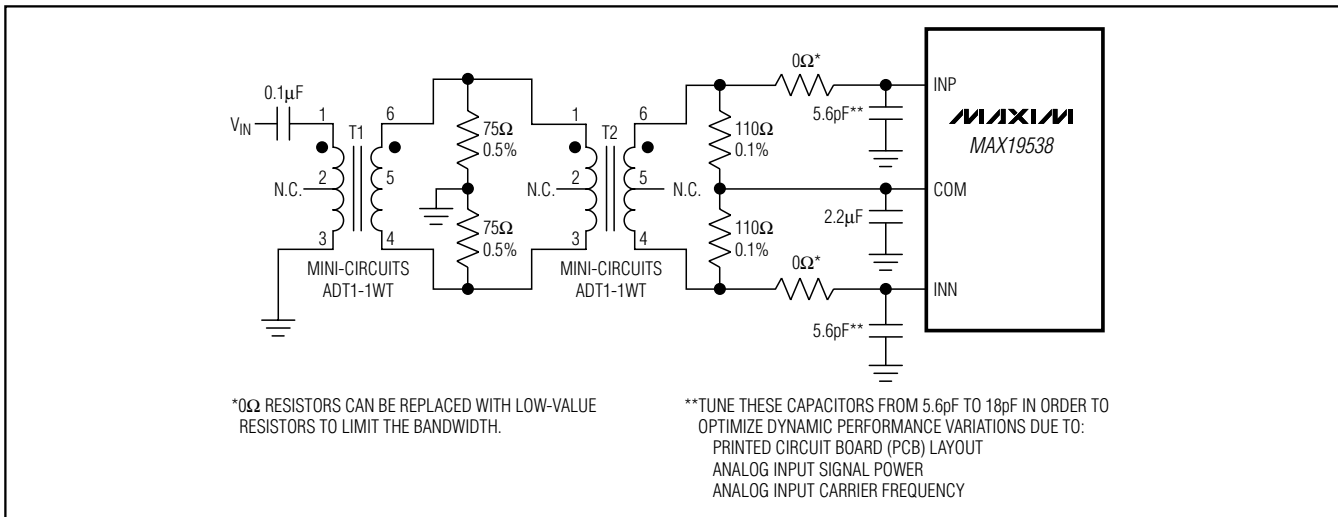 0Ω*
0.1µF
V_IN
1
T1
6
N.C.
2
5
3
4
MINI-CIRCUITS
ADT1-1WT
75Ω
0.5%
75Ω
0.5%
1
T2
6
N.C.
2
5
N.C.
3
4
MINI-CIRCUITS
ADT1-1WT
110Ω
0.1%
110Ω
0.1%
0Ω*
5.6pF**
2.2µF
5.6pF**
INP
MAXIM
MAX19538
COM
INN
*0Ω RESISTORS CAN BE REPLACED WITH LOW-VALUE
RESISTORS TO LIMIT THE BANDWIDTH.
**TUNE THESE CAPACITORS FROM 5.6pF TO 18pF IN ORDER TO
OPTIMIZE DYNAMIC PERFORMANCE VARIATIONS DUE TO:
PRINTED CIRCUIT BOARD (PCB) LAYOUT
ANALOG INPUT SIGNAL POWER
ANALOG INPUT CARRIER FREQUENCY